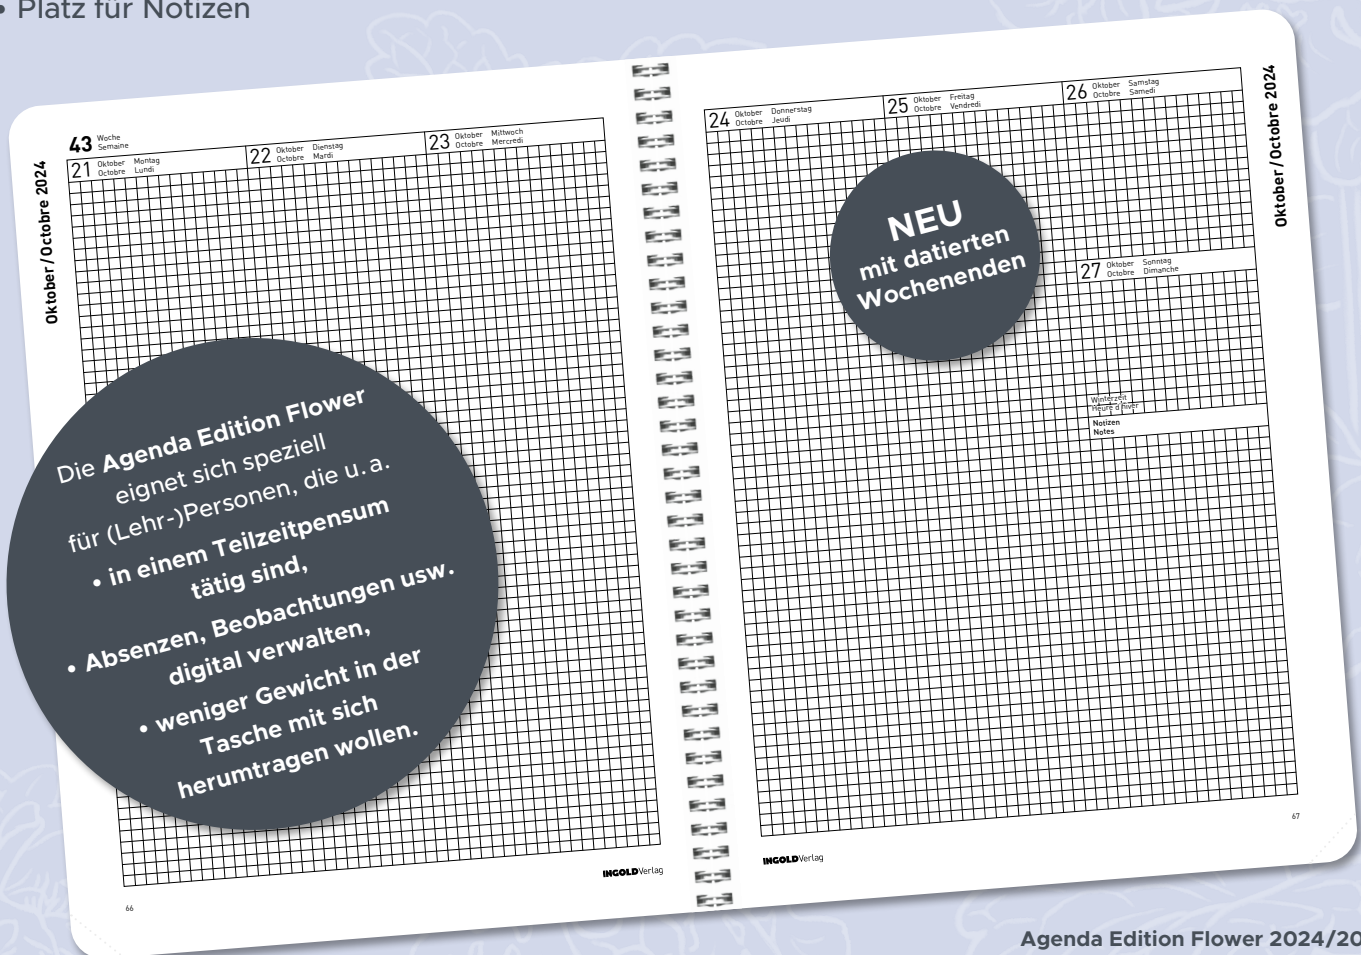 • Platz für Notizen
Oktober / Octobre 2024
43 Woche
Semaine
21 Oktober Montag
Octobre Lundi
22 Oktober Dienstag
Octobre Mardi
23 Oktober Mittwoch
Octobre Mercredi
Die Agenda Edition Flower
eignet sich speziell
für (Lehr-)Personen, die u. a.
• in einem Teilzeitpensum
tätig sind,
• Absenzen, Beobachtungen usw.
digital verwalten,
• weniger Gewicht in der
Tasche mit sich
herumtragen wollen.
INGOLDVerlag
66
24 Oktober Donnerstag
Octobre Jeudi
25 Oktober Freitag
Octobre Vendredi
26 Oktober Samstag
Octobre Samedi
Oktober / Octobre 2024
NEU
mit datierten
Wochenenden
27 Oktober Sonntag
Octobre Dimanche
Winterzeit
Heure d'hiver
Notizen
Notes
INGOLDVerlag
67
Agenda Edition Flower 2024/20